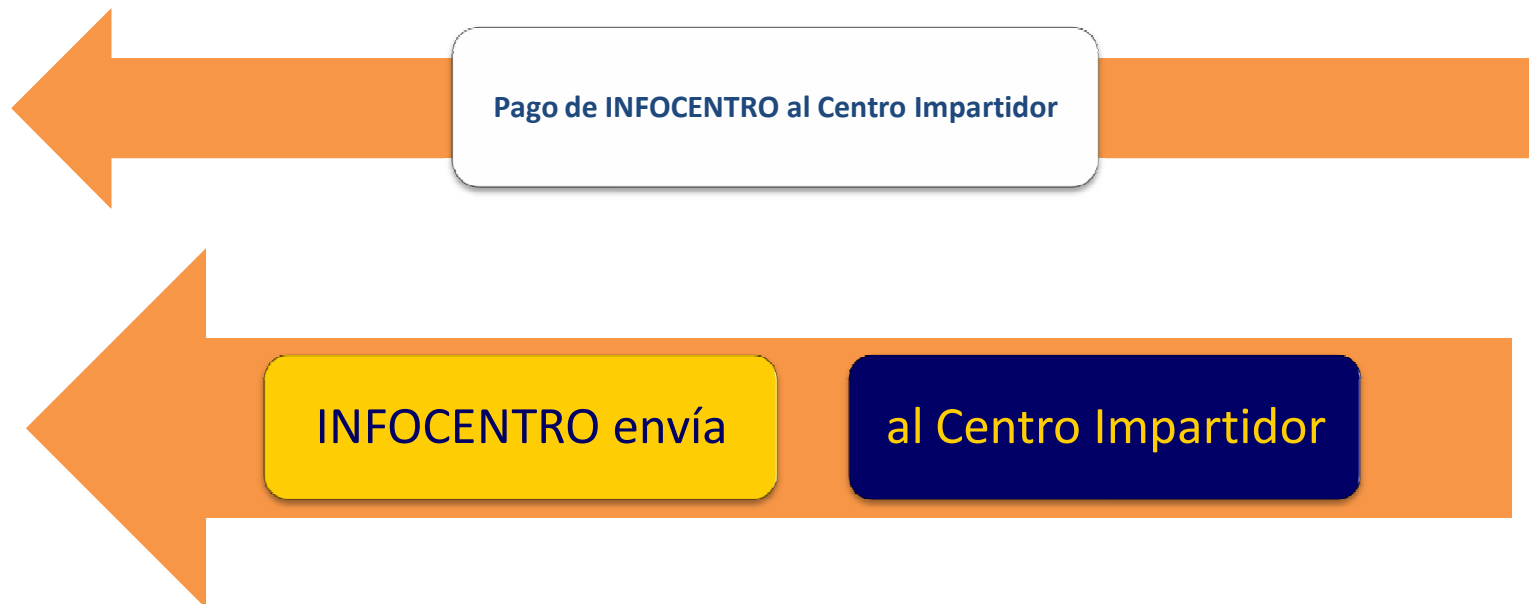 Pago de INFOCENTRO al Centro Impartidor
INFOCENTRO envía
al Centro Impartidor